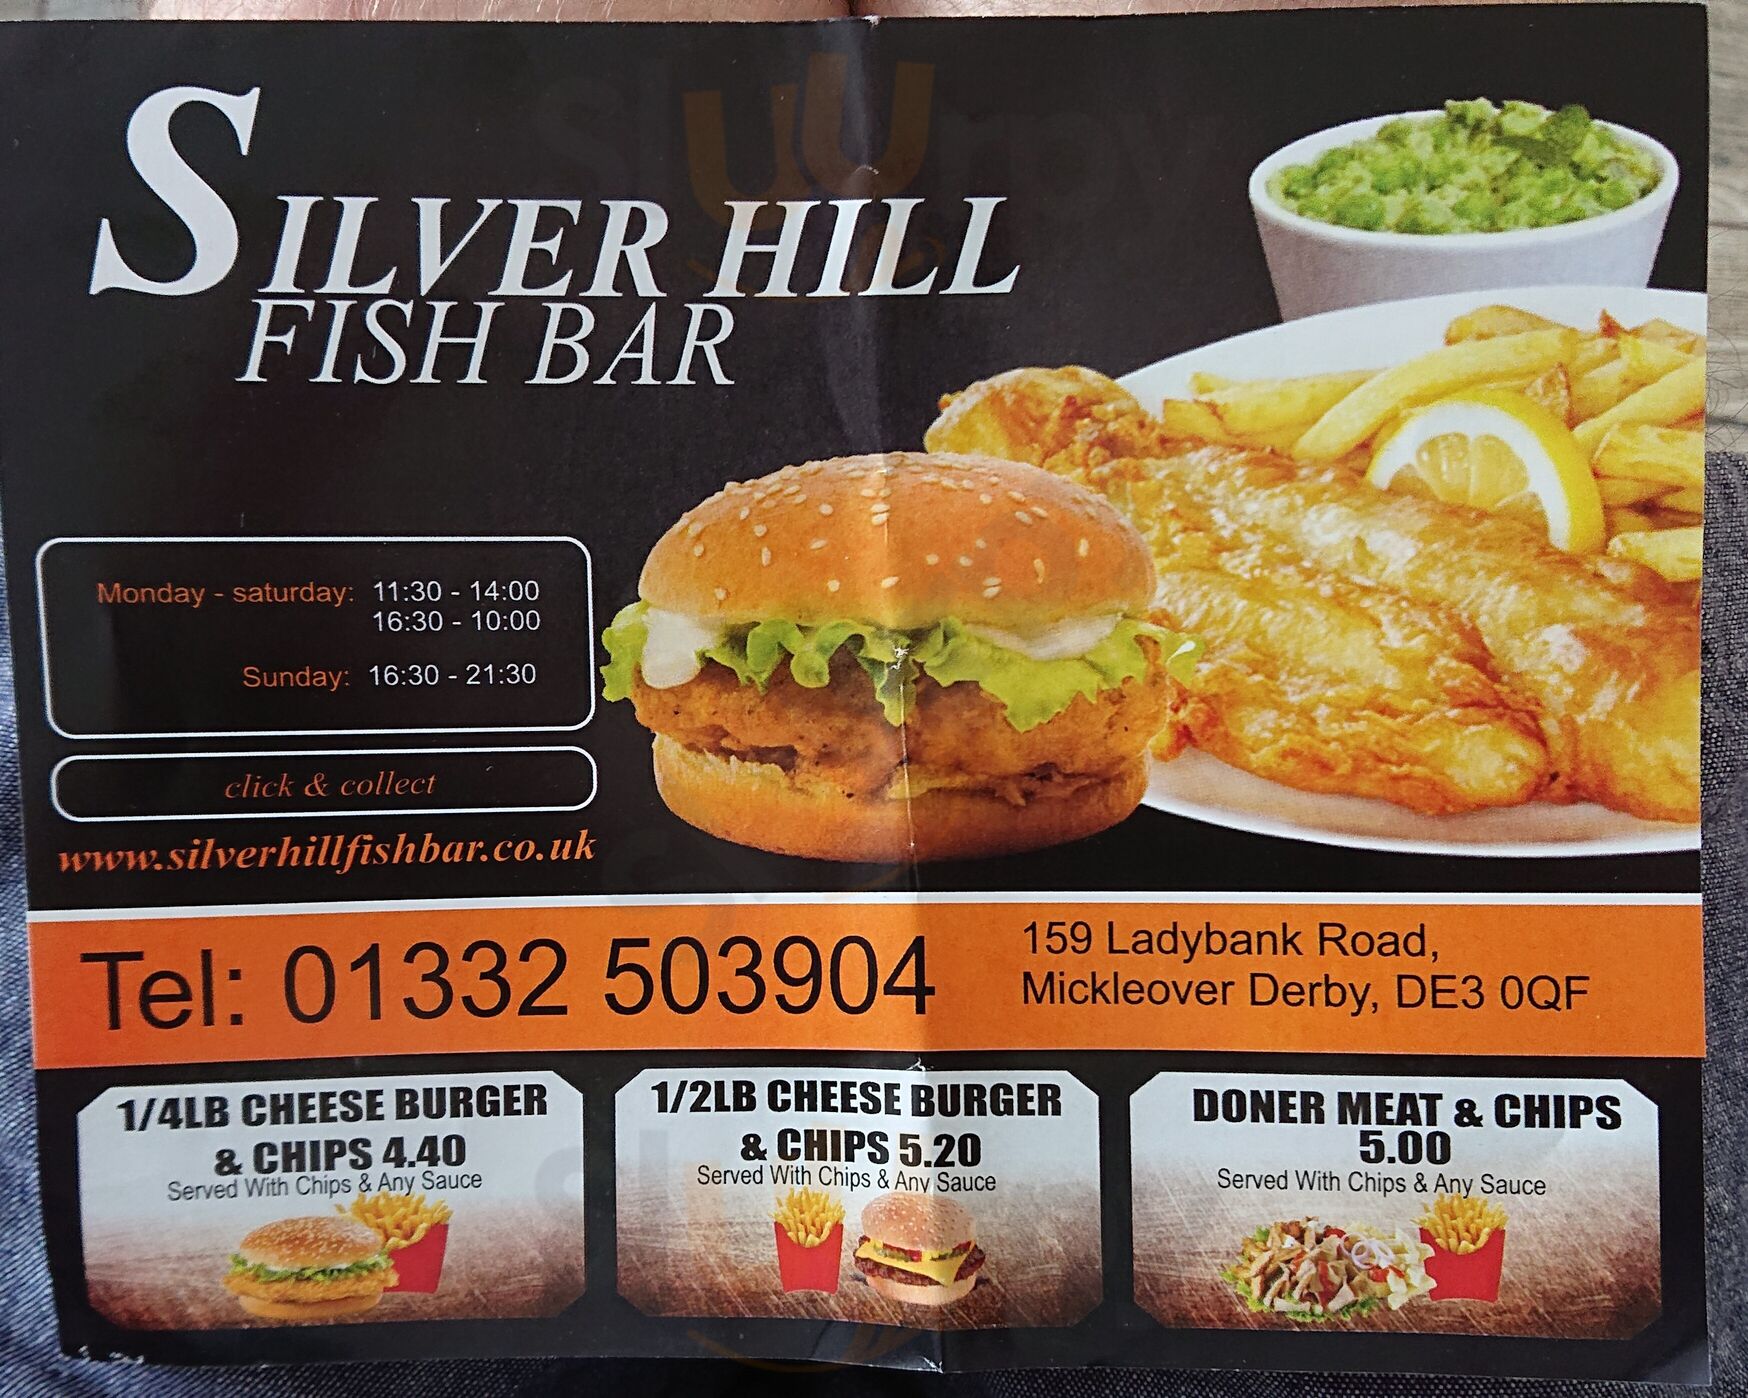 SILVER HILL
FISH BAR
Monday - saturday: 11:30 - 14:00
16:30 - 10:00
Sunday: 16:30 - 21:30
click & collect
www.silverhillfishbar.co.uk
Tel: 01332 503904
159 Ladybank Road,
Mickleover Derby, DE3 0QF
1/4LB CHEESE BURGER
& CHIPS 4.40
Served With Chips & Any Sauce
1/2LB CHEESE BURGER
& CHIPS 5.20
Served With Chips & Any Sauce
DONER MEAT & CHIPS
5.00
Served With Chips & Any Sauce